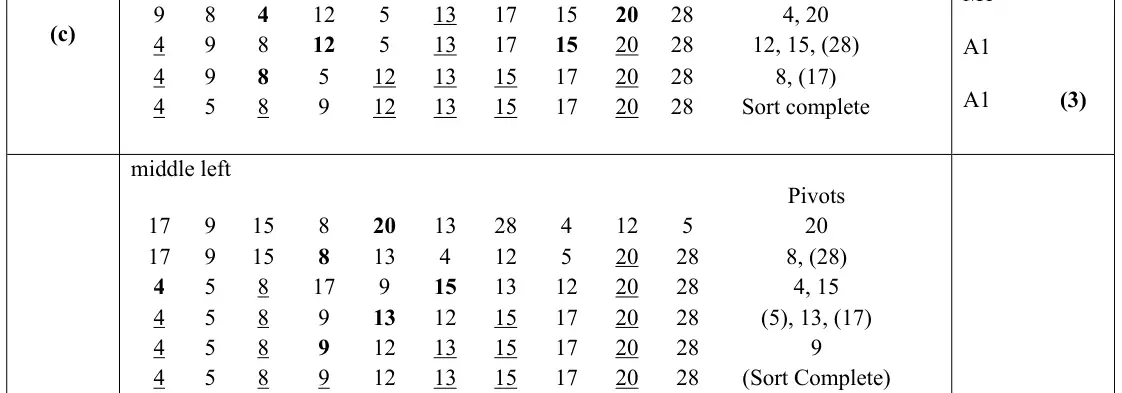 9 8 4 12 5 13 17 15 20 28 4, 20
(c)
4 9 8 12 5 13 17 15 20 28 12, 15, (28) A1
4 9 8 5 12 13 15 17 20 28 8, (17)
4 5 8 9 12 13 15 17 20 28 Sort complete A1 (3)
middle left
Pivots
17 9 15 8 20 13 28 4 12 5 20
17 9 15 8 13 4 12 5 20 28 8, (28)
4 5 8 17 9 15 13 12 20 28 4, 15
4 5 8 9 13 12 15 17 20 28 (5), 13, (17)
4 5 8 9 12 13 15 17 20 28 9
4 5 8 9 12 13 15 17 20 28 (Sort Complete)